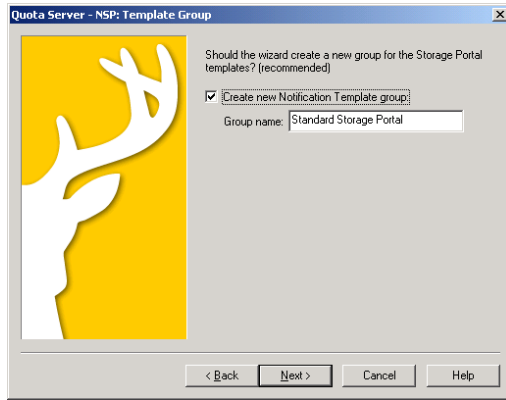 Quota Server - NSP: Template Group
Should the wizard create a new group for the Storage Portal
templates? (recommended)
Create new Notification Template group:
Group name: Standard Storage Portal
< Back Next > Cancel Help